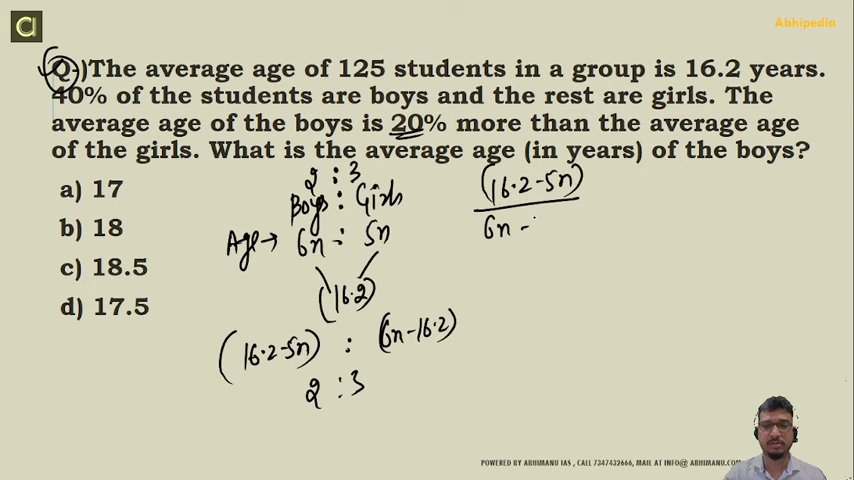 a
Abhipedia
Q-)The average age of 125 students in a group is 16.2 years.
40% of the students are boys and the rest are girls. The
average age of the boys is 20% more than the average age
of the girls. What is the average age (in years) of the boys?
a) 17
b) 18
c) 18.5
d) 17.5
2 : 3
Boys : Girls
Age → 6n : 5n
(16.2)
(16.2-5n) : (6n-16.2)
2 : 3
(16.2-5n)
6n -
POWERED BY ABHIMANU IAS , CALL 7347432666, MAIL AT INFO@ ABHIMANU.COM